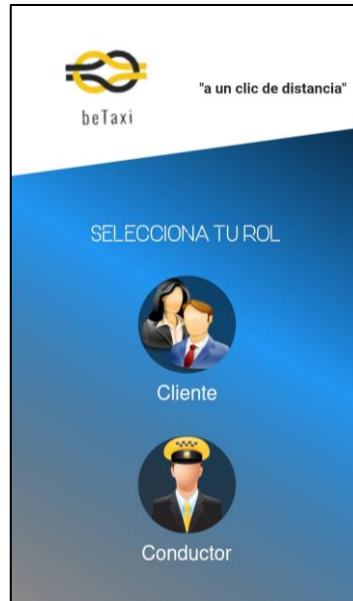 beTaxi
"a un clic de distancia"
SELECCIONA TU ROL
Cliente
Conductor